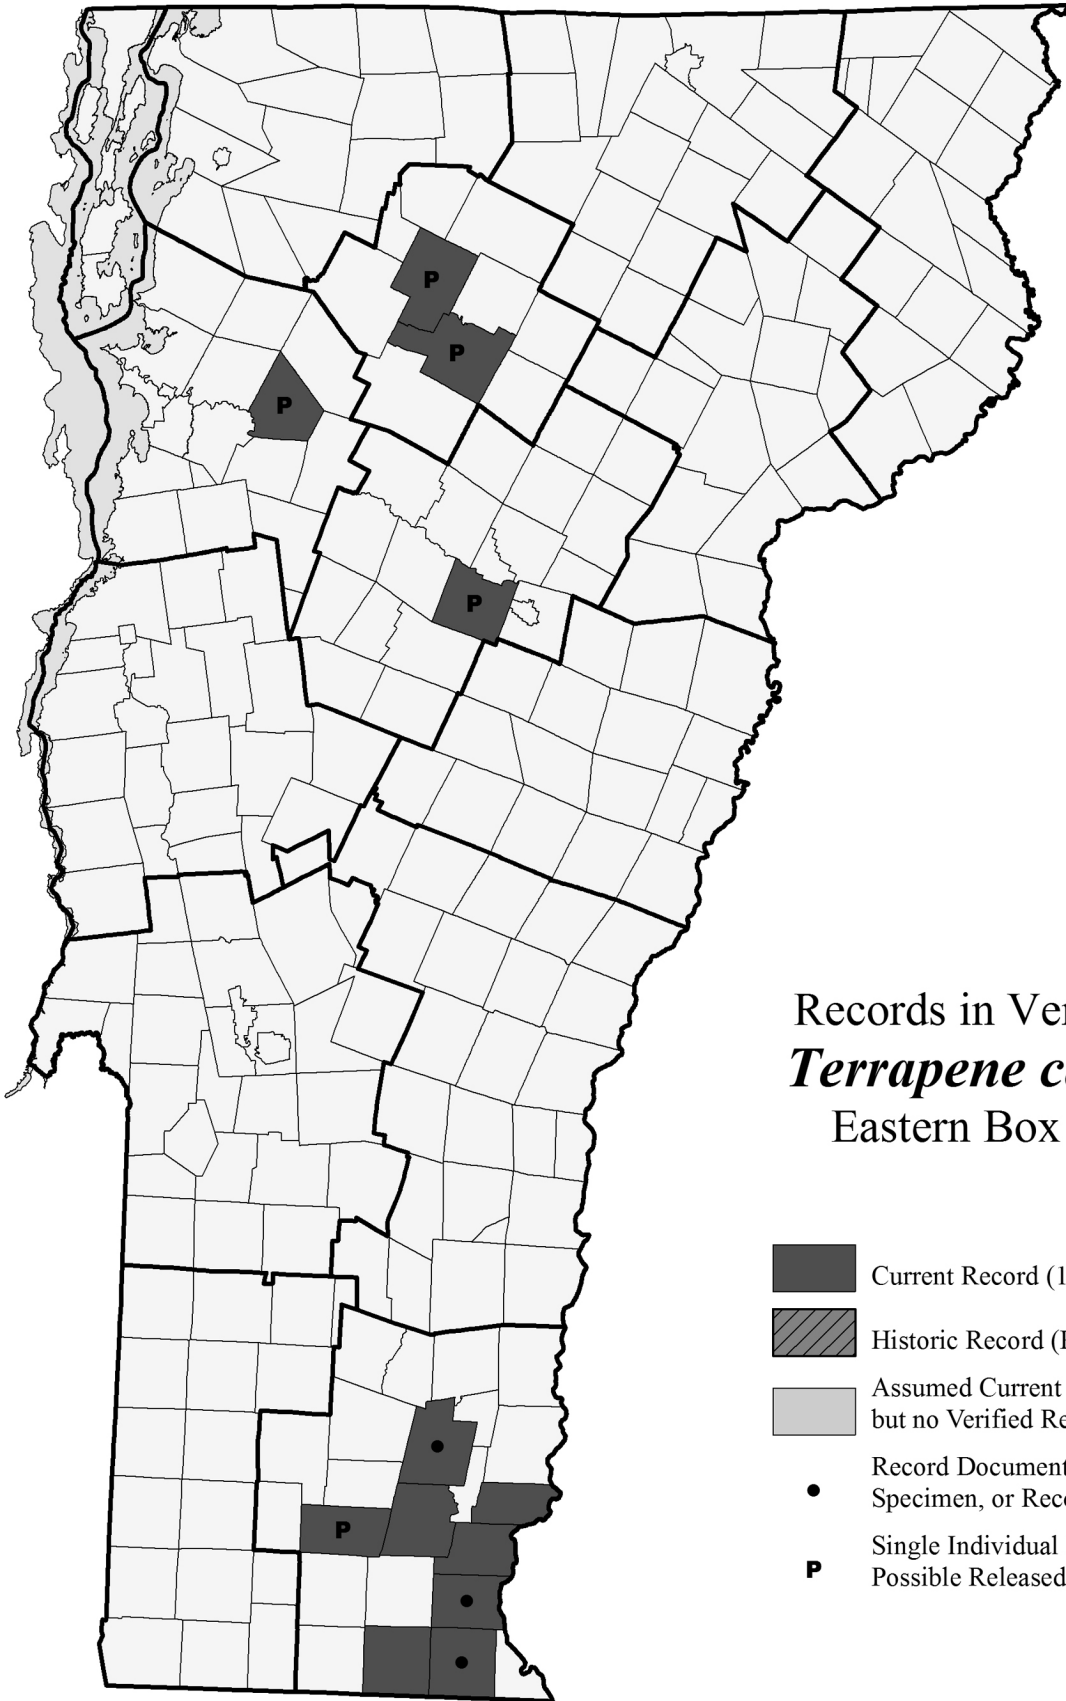 P
P
P
P
Records in Ver
Terrapene c
Eastern Box
Current Record (1
Historic Record (
Assumed Current
but no Verified Re
Record Document
Specimen, or Reco
P
Single Individual
Possible Released
P